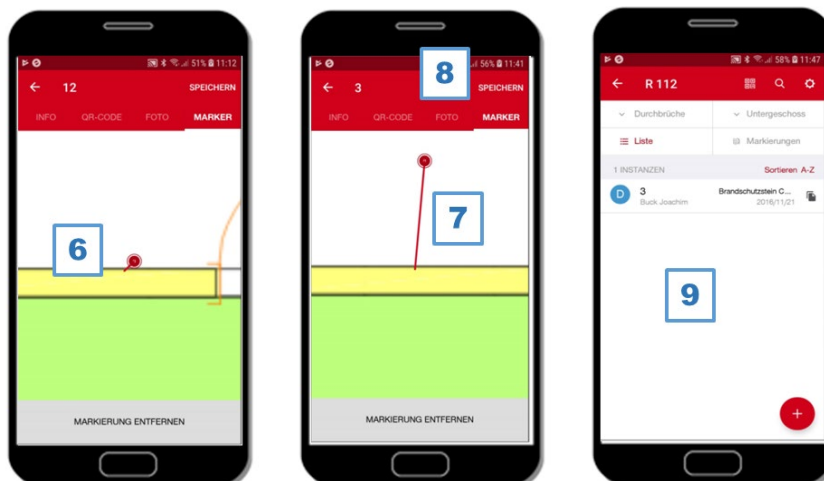 51% 11:12
12
SPEICHERN
INFO QR-CODE FOTO MARKER
6
MARKIERUNG ENTFERNEN
8
56% 11:41
3
SPEICHERN
INFO QR-CODE FOTO MARKER
7
MARKIERUNG ENTFERNEN
58% 11:47
R 112
Durchbrüche Untergeschoss
Liste Markierungen
1 INSTANZEN Sortieren A-Z
D 3 Brandschutzstein C...
Buck Joachim 2016/11/21
9
+